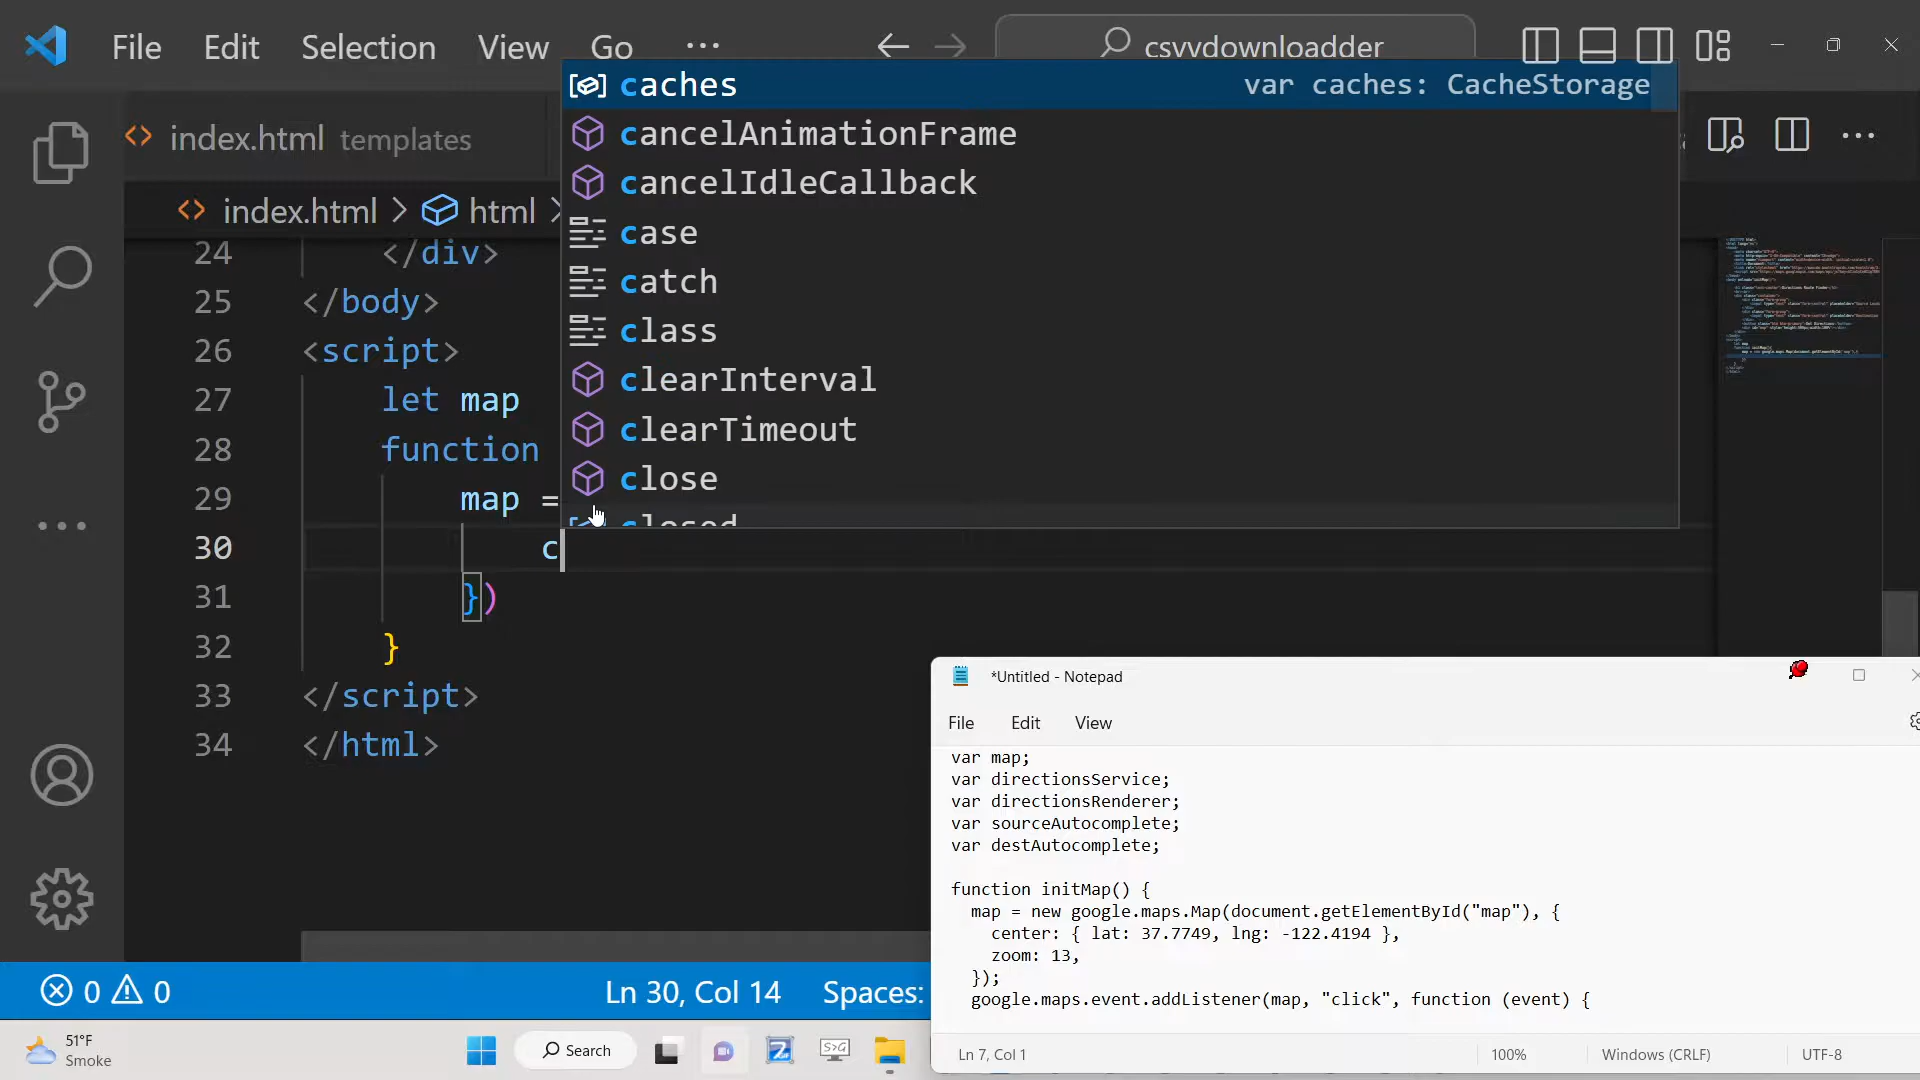 File Edit Selection View Go ...
csvvdownloadder
index.html templates
index.html > html >
caches var caches: CacheStorage
cancelAnimationFrame
cancelIdleCallback
case
catch
class
clearInterval
clearTimeout
close
closed
24 </div>
25 </body>
26 <script>
27 let map
28 function
29 map =
30 c
31 })
32 }
33 </script>
34 </html>
0 0 Ln 30, Col 14 Spaces:
*Untitled - Notepad
File Edit View
var map;
var directionsService;
var directionsRenderer;
var sourceAutocomplete;
var destAutocomplete;
function initMap() {
map = new google.maps.Map(document.getElementById("map"), {
center: { lat: 37.7749, lng: -122.4194 },
zoom: 13,
});
google.maps.event.addListener(map, "click", function (event) {
Ln 7, Col 1 100% Windows (CRLF) UTF-8
51°F
Smoke
Search
S>G